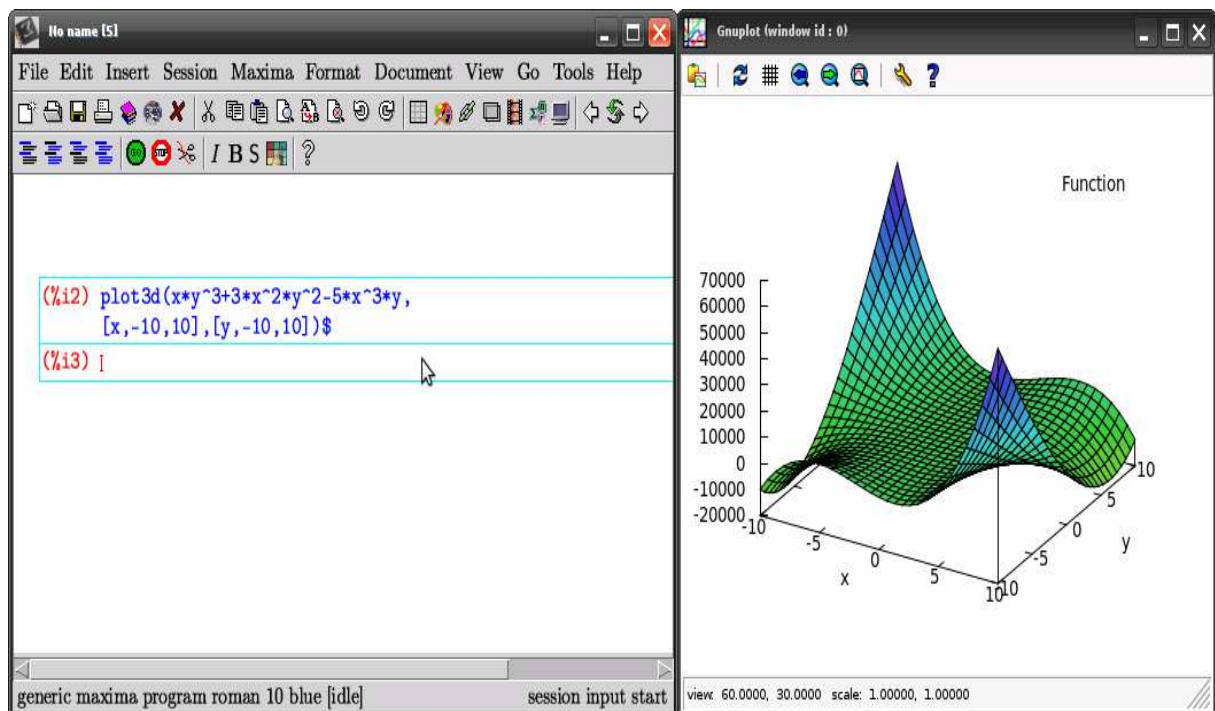 No name [5]
File Edit Insert Session Maxima Format Document View Go Tools Help
GO STOP I B S ?
(%i2) plot3d(x*y^3+3*x^2*y^2-5*x^3*y,
[x,-10,10],[y,-10,10])$
(%i3)
generic maxima program roman 10 blue [idle] session input start
Gnuplot (window id : 0)
?
Function
70000
60000
50000
40000
30000
20000
10000
0
-10000
-20000
-10
-5
0
5
10
x
-10
-5
0
5
10
y
view: 60.0000, 30.0000 scale: 1.00000, 1.00000